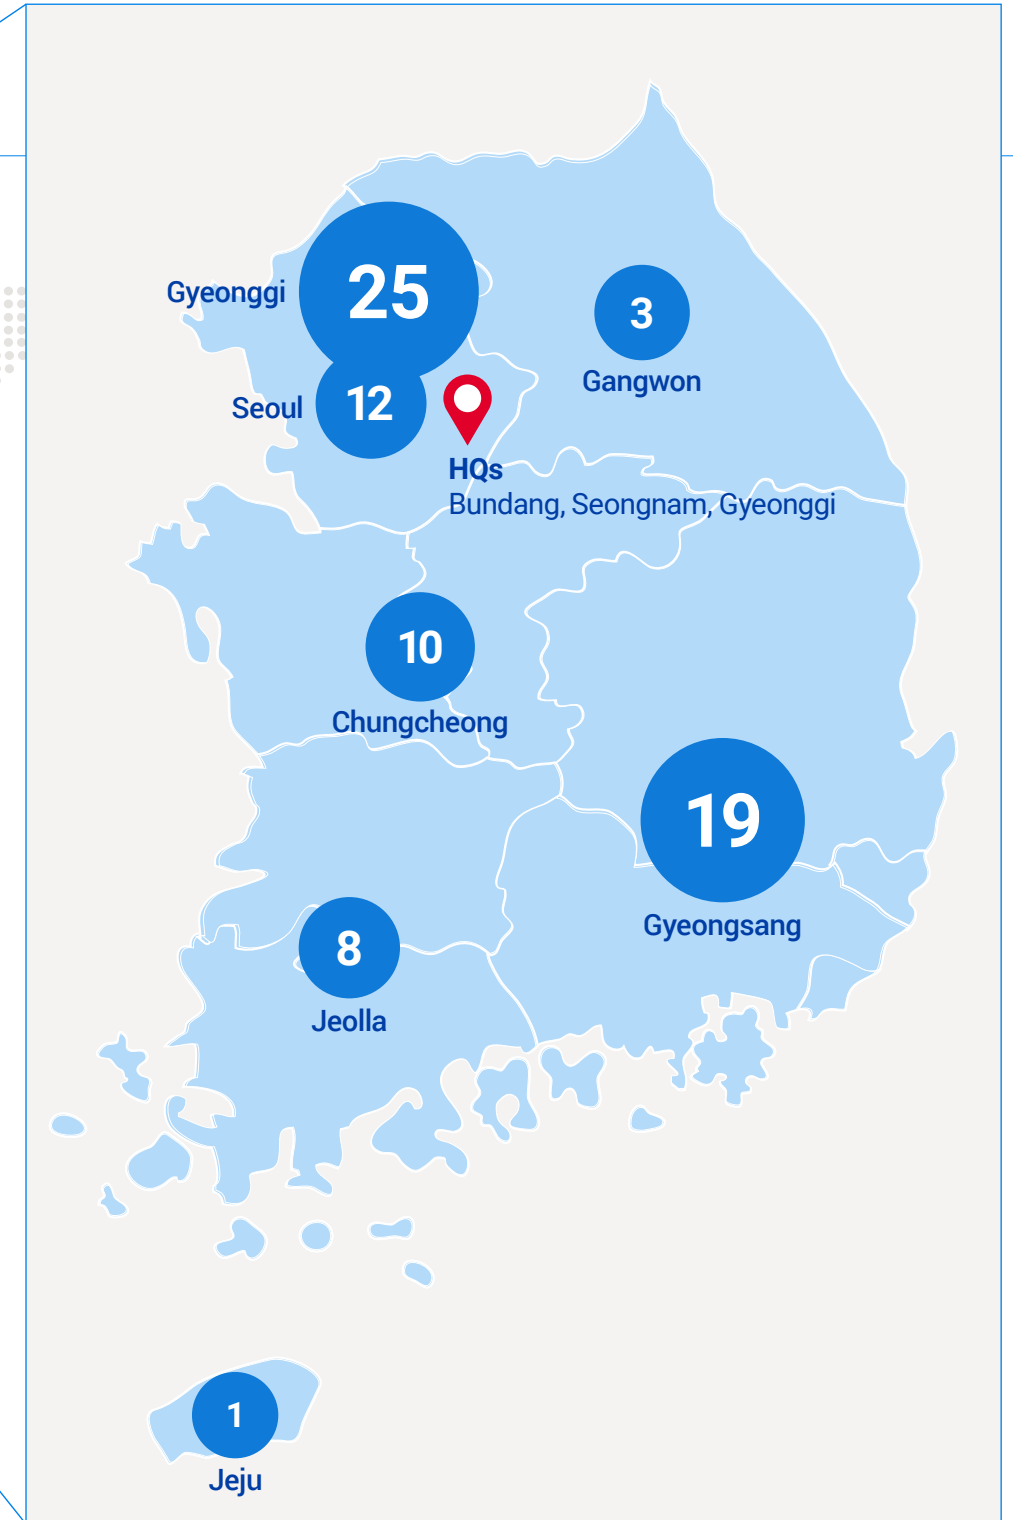 Gyeonggi
25
3
Gangwon
Seoul
12
HQs
Bundang, Seongnam, Gyeonggi
10
Chungcheong
19
Gyeongsang
8
Jeolla
1
Jeju